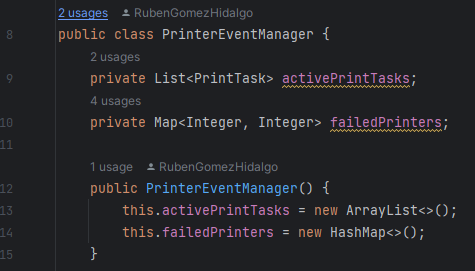 2 usages RubenGomezHidalgo
8 public class PrinterEventManager {
2 usages
9 private List<PrintTask> activePrintTasks;
4 usages
10 private Map<Integer, Integer> failedPrinters;
11
1 usage RubenGomezHidalgo
12 public PrinterEventManager() {
13 this.activePrintTasks = new ArrayList<>();
14 this.failedPrinters = new HashMap<>();
15 }